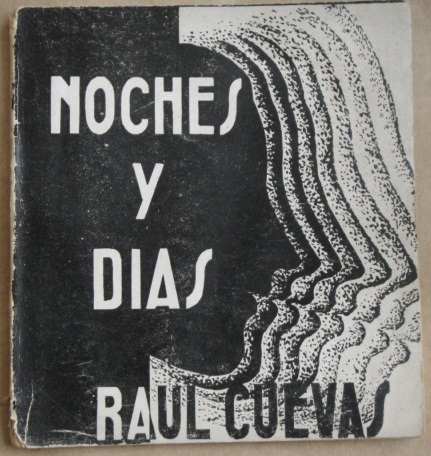 NOCHES
Y
DIAS
RAUL CUEVAS